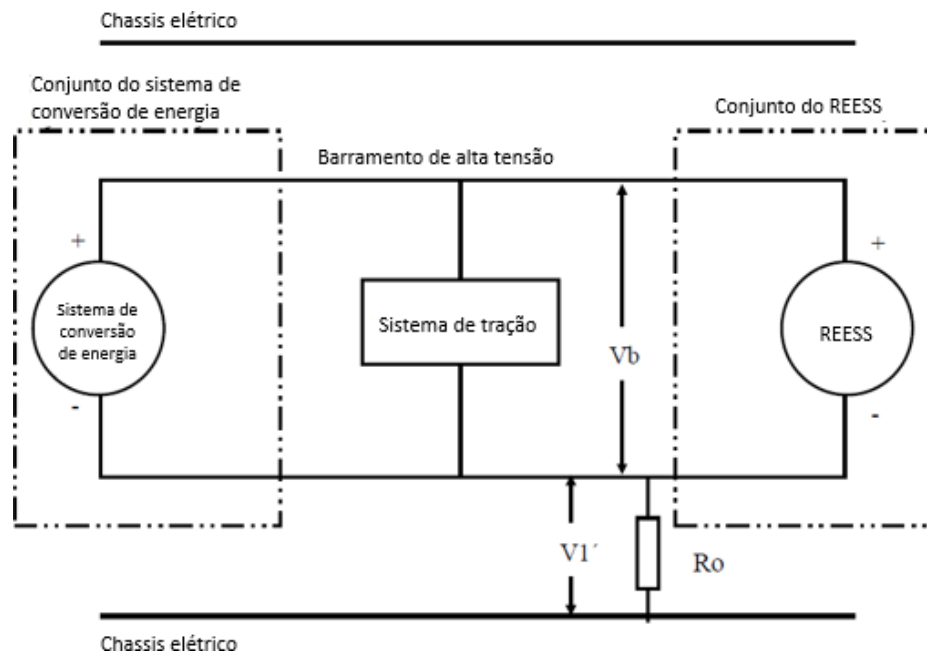 Chassis elétrico
Conjunto do sistema de
conversão de energia
Conjunto do REESS
Barramento de alta tensão
+
+
Sistema de
conversão
de energia
Sistema de tração
Vb
REESS
-
-
V1´
Ro
Chassis elétrico